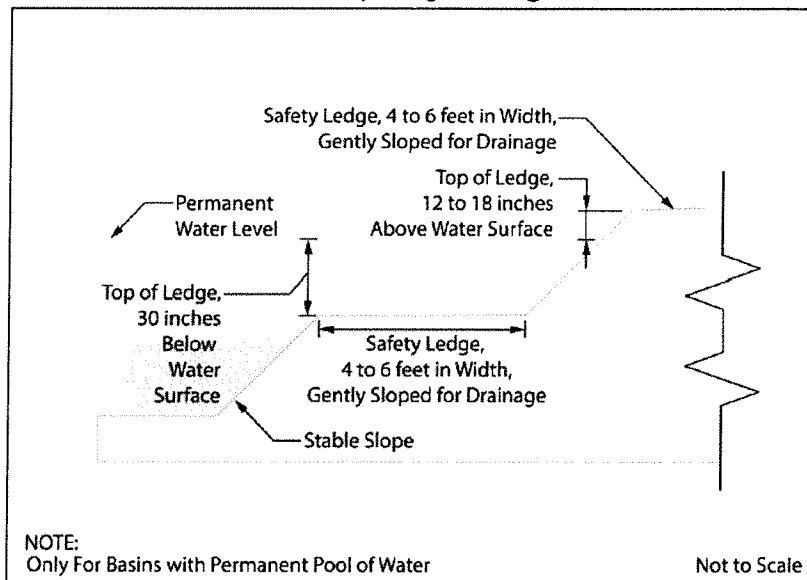 Safety Ledge, 4 to 6 feet in Width,
Gently Sloped for Drainage
Top of Ledge,
12 to 18 inches
Above Water Surface
Permanent
Water Level
Top of Ledge,
30 inches
Below
Water
Surface
Safety Ledge,
4 to 6 feet in Width,
Gently Sloped for Drainage
Stable Slope
NOTE:
Only For Basins with Permanent Pool of Water
Not to Scale